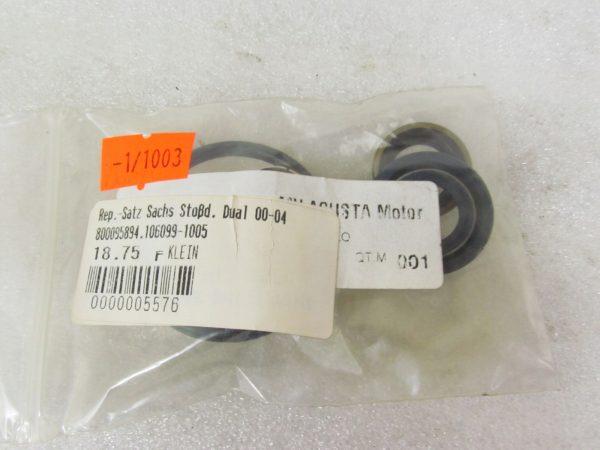 -1/1003
AGUSTA Motor
QT.M 001
Rep.-Satz Sachs Stoßd. Dual 00-04
800095894.106099-1005
18.75 F KLEIN
0000005576